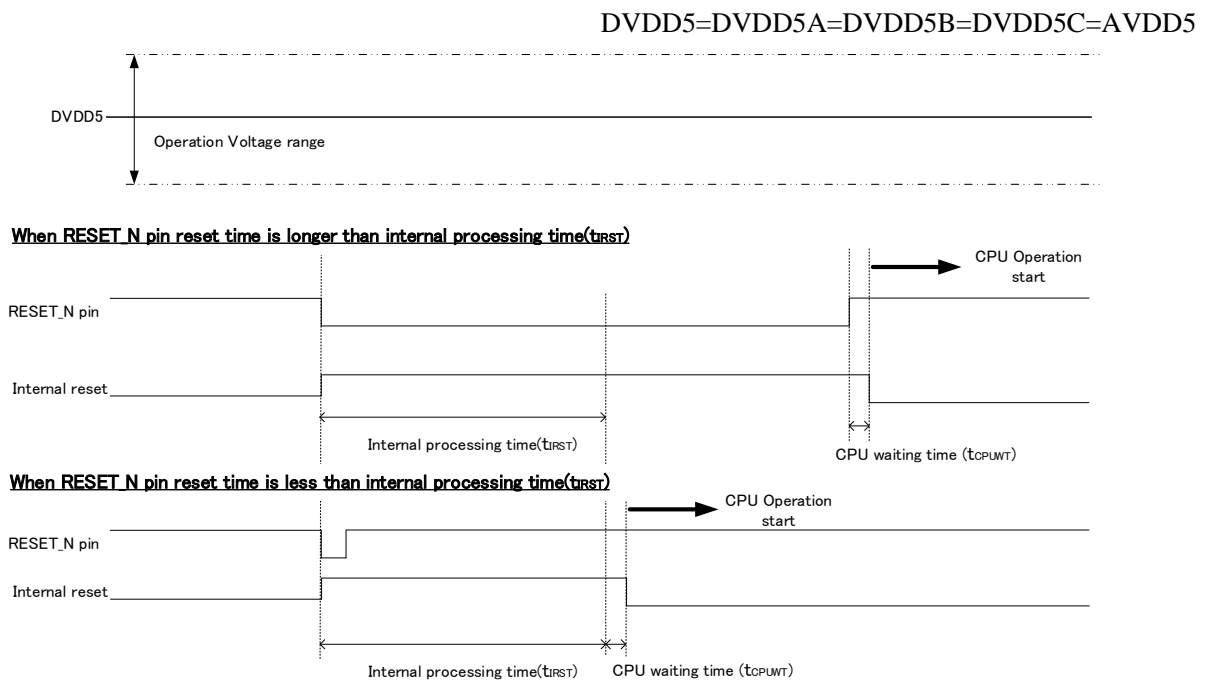 DVDD5=DVDD5A=DVDD5B=DVDD5C=AVDD5
DVDD5
Operation Voltage range
When RESET_N pin reset time is longer than internal processing time(tIRST)
CPU Operation
start
RESET_N pin
Internal reset
Internal processing time(tIRST)
CPU waiting time (tCPUWT)
When RESET_N pin reset time is less than internal processing time(tIRST)
CPU Operation
start
RESET_N pin
Internal reset
Internal processing time(tIRST)
CPU waiting time (tCPUWT)